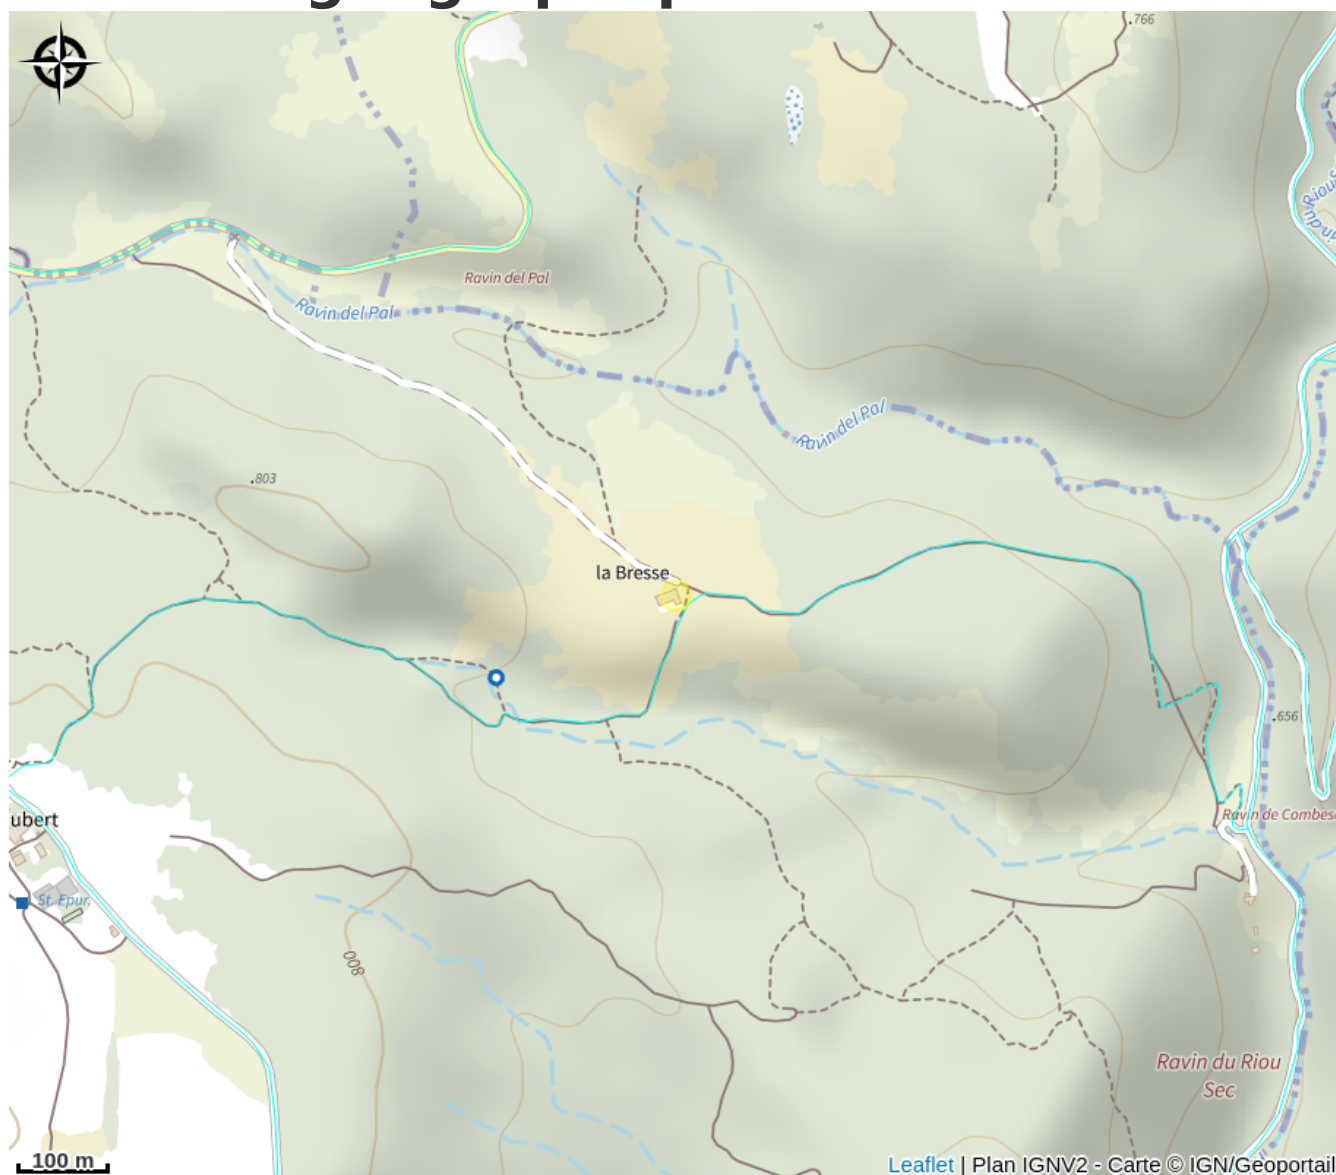 .766
Ravin del Pal
Ravin del Pal
Ravin del Pal
.803
la Bresse
.656
ubert
Ravin de Combes
St. Epur.
800
Ravin du Riou
Sec
100 m
Leaflet | Plan IGNV2 - Carte © IGN/Geoportail